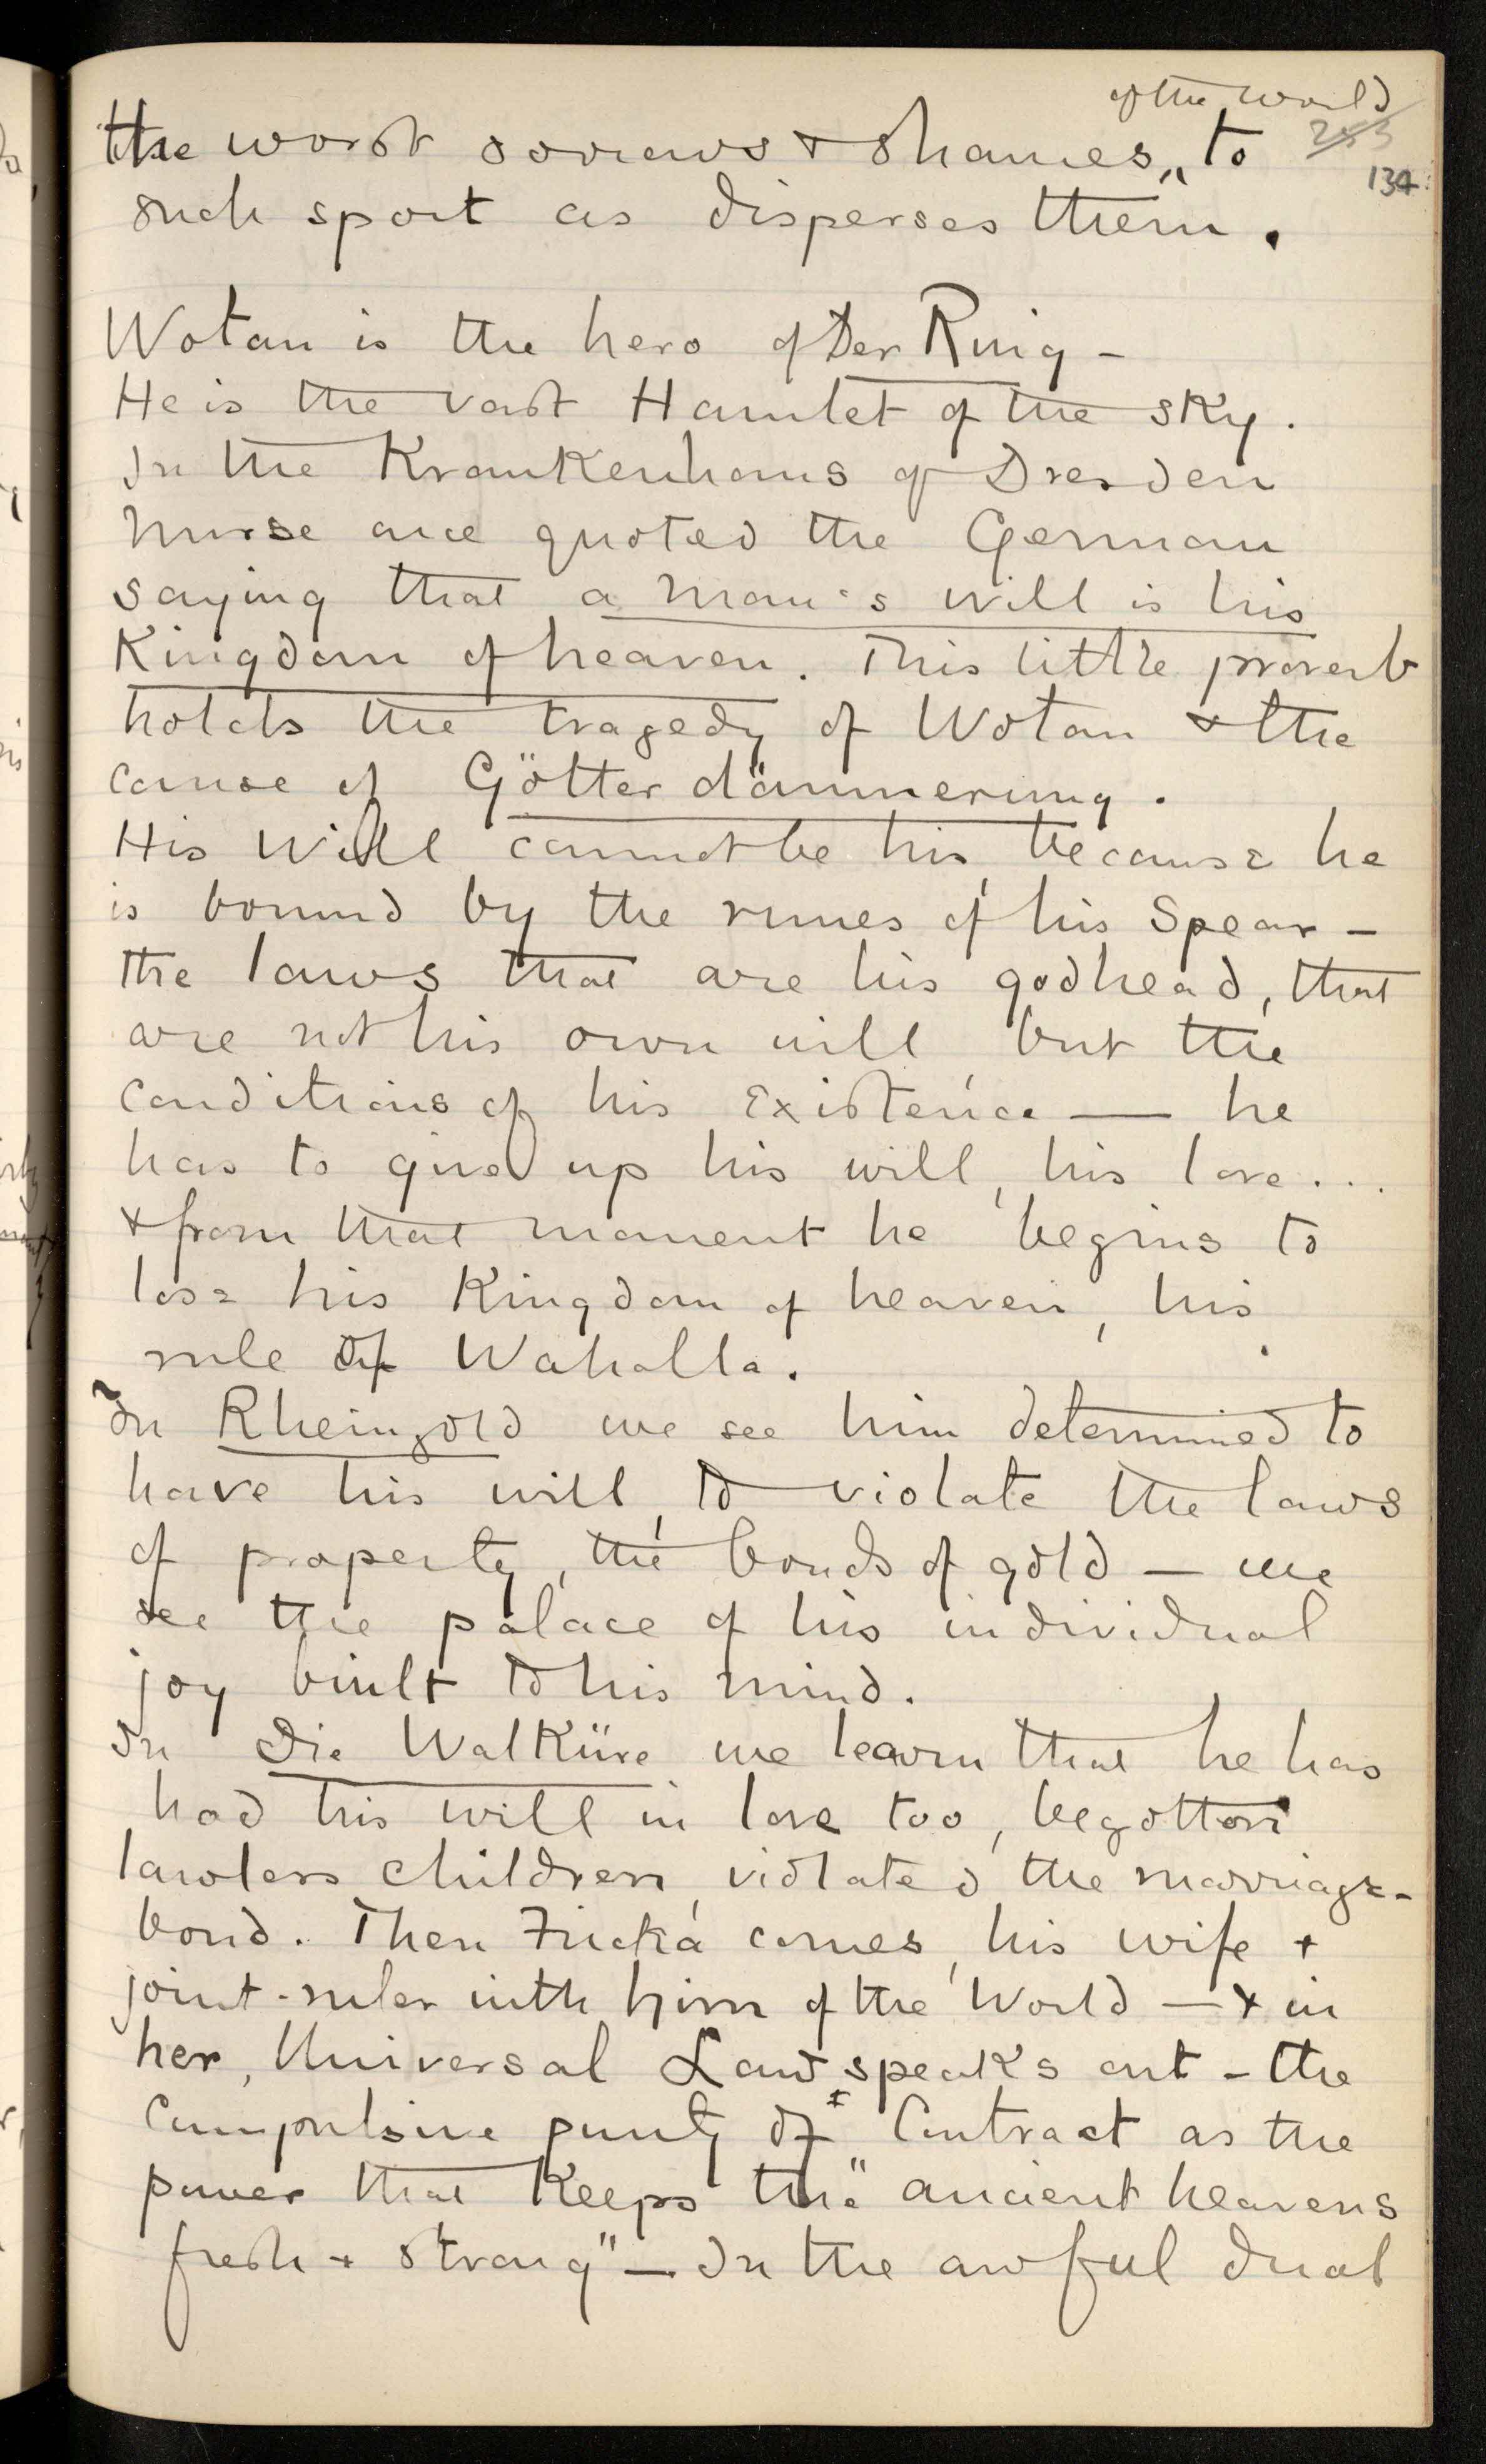 of the World
the worst sorrows & shames,, to 253
134
such sport as disperses them.
Wotan is the hero of Der Ring –
He is the vast Hamlet of the sky.
In the Krankenhaus of Dresden
Nurse once quoted the German
saying that a man's will is his
Kingdom of heaven. This little proverb
holds the tragedy of Wotan & the
cause of Götterdämmerung.
His Will cannot be his, because he
is bound by the runes of his Spear –
the laws that are his godhead, that
are not his own will, but the
conditions of his Existence — he
has to give up his will, his love...
& from that moment he begins to
lose his Kingdom of heaven, his
rule of Wahalla.
In Rheingold we see him determined to
have his will, to violate the laws
of property, the bonds of gold — we
see the palace of his individual
joy built to his mind.
In Die Walküre we learn that he has
had his will in love too, begotten
lawless children, violated the marriage-
bond. Then Fricka comes, his wife &
joint-ruler with him of the World — & in
her, Universal Law speaks out – the
Compulsive purity of Contract as the
power that keeps the "ancient heavens
fresh & strong" — In the awful dual